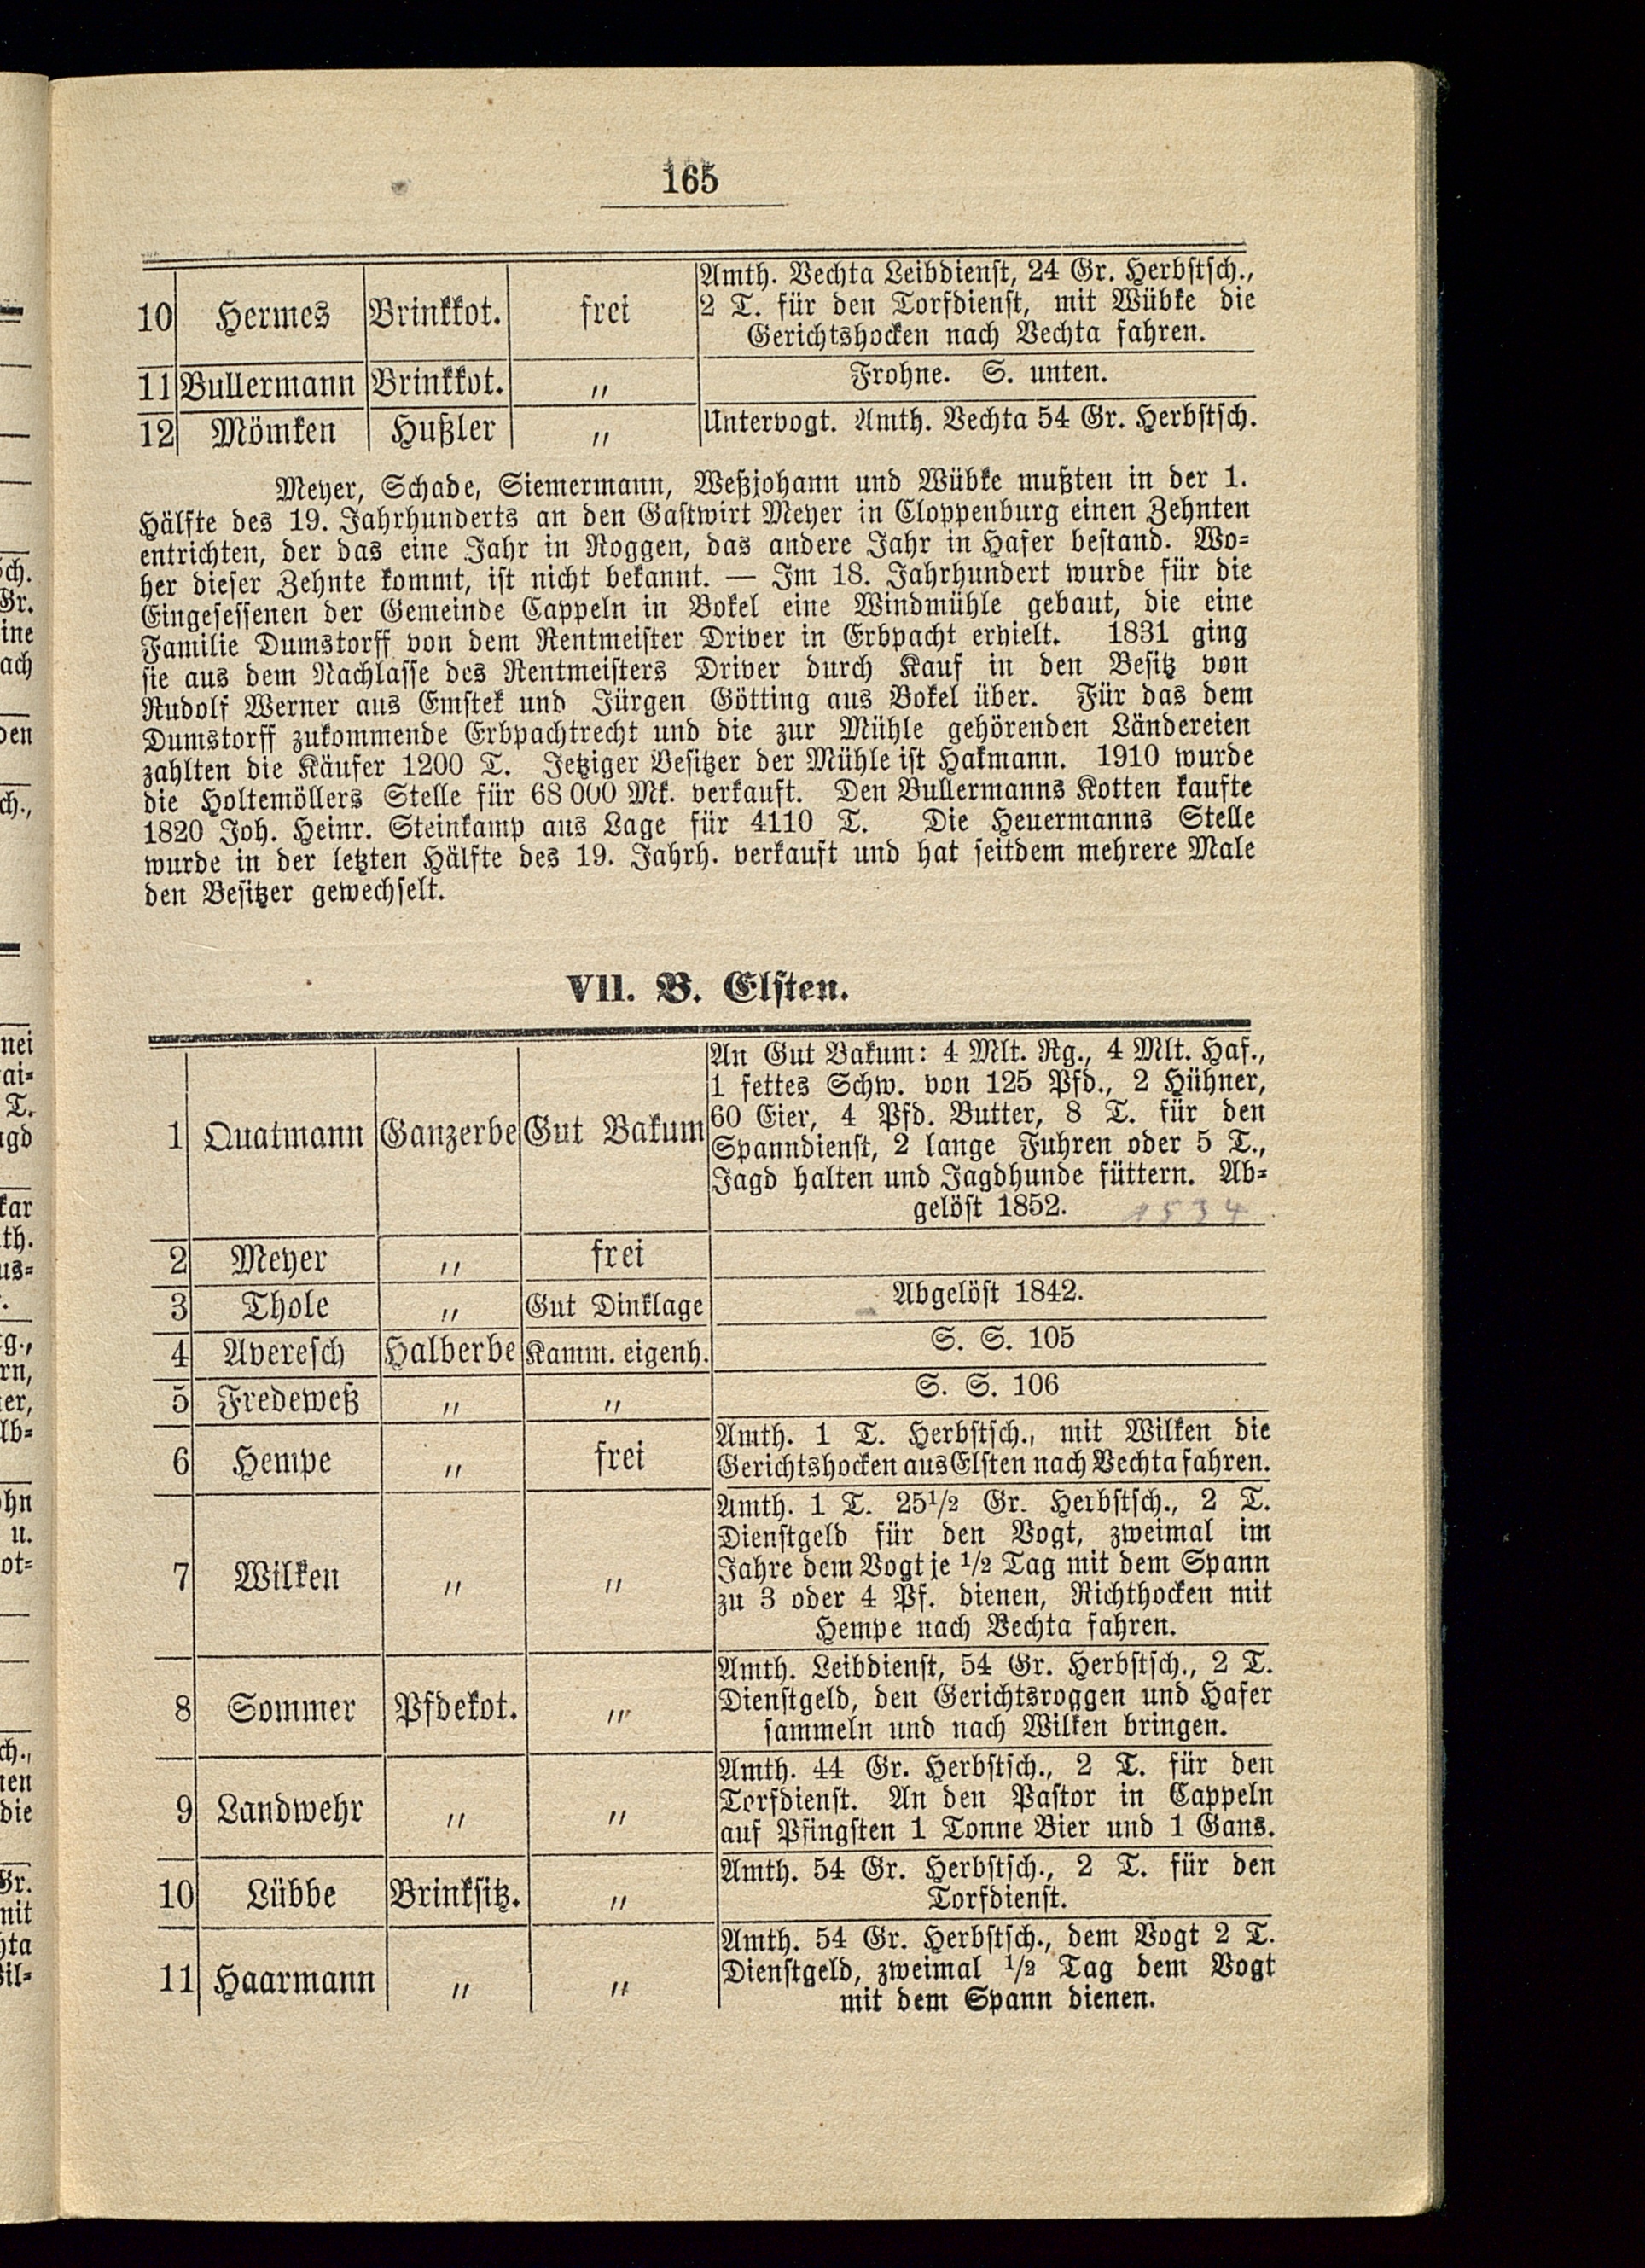 165
10 Hermes Brinkkot. frei Amth. Vechta Leibdienst, 24 Gr. Herbstsch.,
2 T. für den Torfdienst, mit Wübke die
Gerichtshocken nach Vechta fahren.
11 Bullermann Brinkkot. „ Frohne. S. unten.
12 Mömken Hußler „ Untervogt. Amth. Vechta 54 Gr. Herbstsch.
Meyer, Schade, Siemermann, Weßjohann und Wübke mußten in der 1.
Hälfte des 19. Jahrhunderts an den Gastwirt Meyer in Cloppenburg einen Zehnten
entrichten, der das eine Jahr in Roggen, das andere Jahr in Hafer bestand. Wo-
her dieser Zehnte kommt, ist nicht bekannt. — Im 18. Jahrhundert wurde für die
Eingesessenen der Gemeinde Cappeln in Bokel eine Windmühle gebaut, die eine
Familie Dumstorff von dem Rentmeister Driver in Erbpacht erhielt. 1831 ging
sie aus dem Nachlasse des Rentmeisters Driver durch Kauf in den Besitz von
Rudolf Werner aus Emstek und Jürgen Götting aus Bokel über. Für das dem
Dumstorff zukommende Erbpachtrecht und die zur Mühle gehörenden Ländereien
zahlten die Käufer 1200 T. Jetziger Besitzer der Mühle ist Hakmann. 1910 wurde
die Holtemöllers Stelle für 68 000 Mk. verkauft. Den Bullermanns Kotten kaufte
1820 Joh. Heinr. Steinkamp aus Lage für 4110 T. Die Heuermanns Stelle
wurde in der letzten Hälfte des 19. Jahrh. verkauft und hat seitdem mehrere Male
den Besitzer gewechselt.
VII. B. Elsten.
1 Quatmann Ganzerbe Gut Bakum An Gut Bakum: 4 Mlt. Rg., 4 Mlt. Haf.,
1 fettes Schw. von 125 Pfd., 2 Hühner,
60 Eier, 4 Pfd. Butter, 8 T. für den
Spanndienst, 2 lange Fuhren oder 5 T.,
Jagd halten und Jagdhunde füttern. Ab-
gelöst 1852. 1534
2 Meyer „ frei
3 Thole „ Gut Dinklage Abgelöst 1842.
4 Averesch Halberbe Kamm. eigenh. S. S. 105
5 Fredeweß „ „ S. S. 106
6 Hempe „ frei Amth. 1 T. Herbstsch., mit Wilken die
Gerichtshocken aus Elsten nach Vechta fahren.
7 Wilken „ „ Amth. 1 T. 25½ Gr. Herbstsch., 2 T.
Dienstgeld für den Vogt, zweimal im
Jahre dem Vogt je ½ Tag mit dem Spann
zu 3 oder 4 Pf. dienen, Richthocken mit
Hempe nach Vechta fahren.
8 Sommer Pfdekot. „ Amth. Leibdienst, 54 Gr. Herbstsch., 2 T.
Dienstgeld, den Gerichtsroggen und Hafer
sammeln und nach Wilken bringen.
9 Landwehr „ „ Amth. 44 Gr. Herbstsch., 2 T. für den
Torfdienst. An den Pastor in Cappeln
auf Pfingsten 1 Tonne Bier und 1 Gans.
10 Lübbe Brinksitz. „ Amth. 54 Gr. Herbstsch., 2 T. für den
Torfdienst.
11 Haarmann „ „ Amth. 54 Gr. Herbstsch., dem Vogt 2 T.
Dienstgeld, zweimal ½ Tag dem Vogt
mit dem Spann dienen.